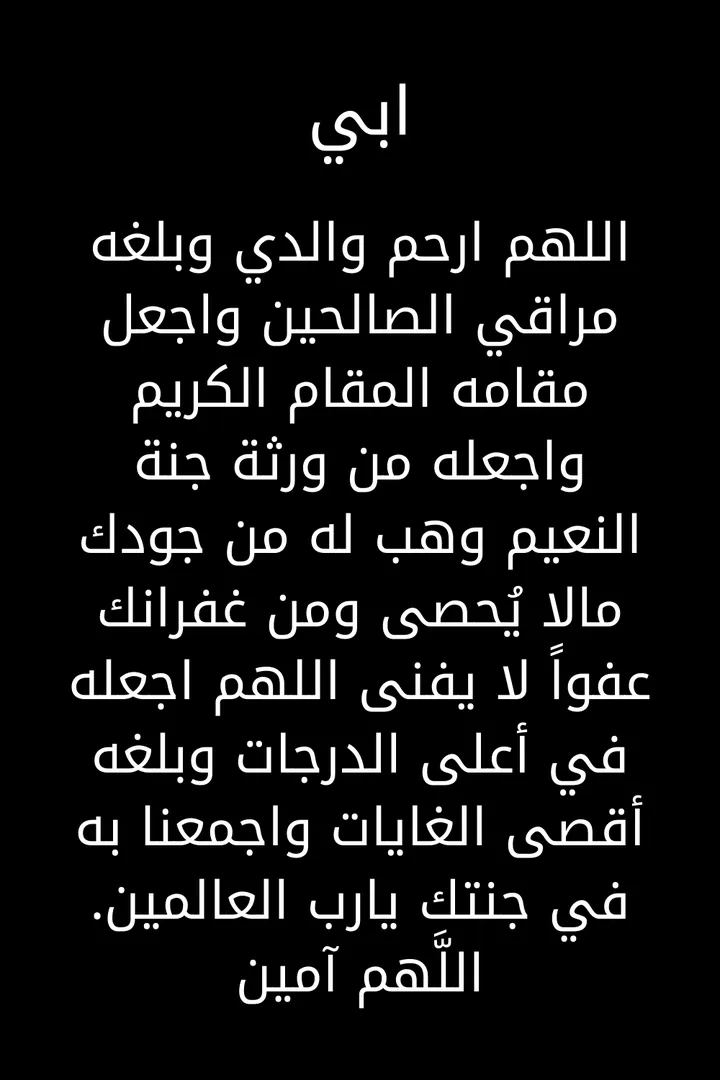 ابي
اللهم ارحم والدي وبلغه
مراقي الصالحين واجعل
مقامه المقام الكريم
واجعله من ورثة جنة
النعيم وهب له من جودك
مالا يُحصى ومن غفرانك
عفواً لا يفنى اللهم اجعله
في أعلى الدرجات وبلغه
أقصى الغايات واجمعنا به
في جنتك يارب العالمين.
اللَّهم آمين